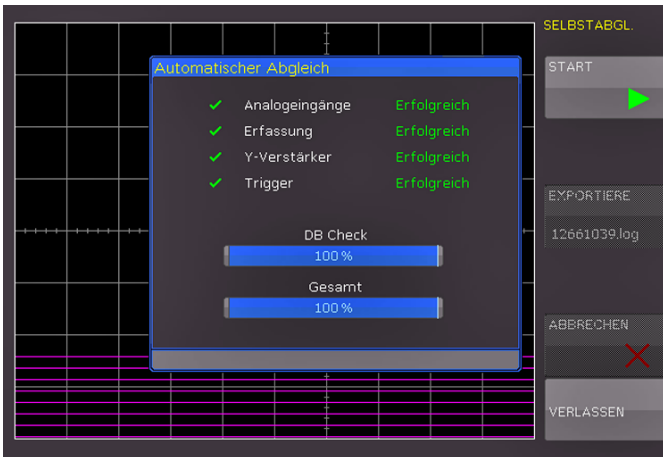 SELBSTABGL.
Automatischer Abgleich
START
Analogeingänge Erfolgreich
Erfassung Erfolgreich
Y-Verstärker Erfolgreich
Trigger Erfolgreich
EXPORTIERE
12661039.log
DB Check
100 %
Gesamt
100 %
ABBRECHEN
VERLASSEN